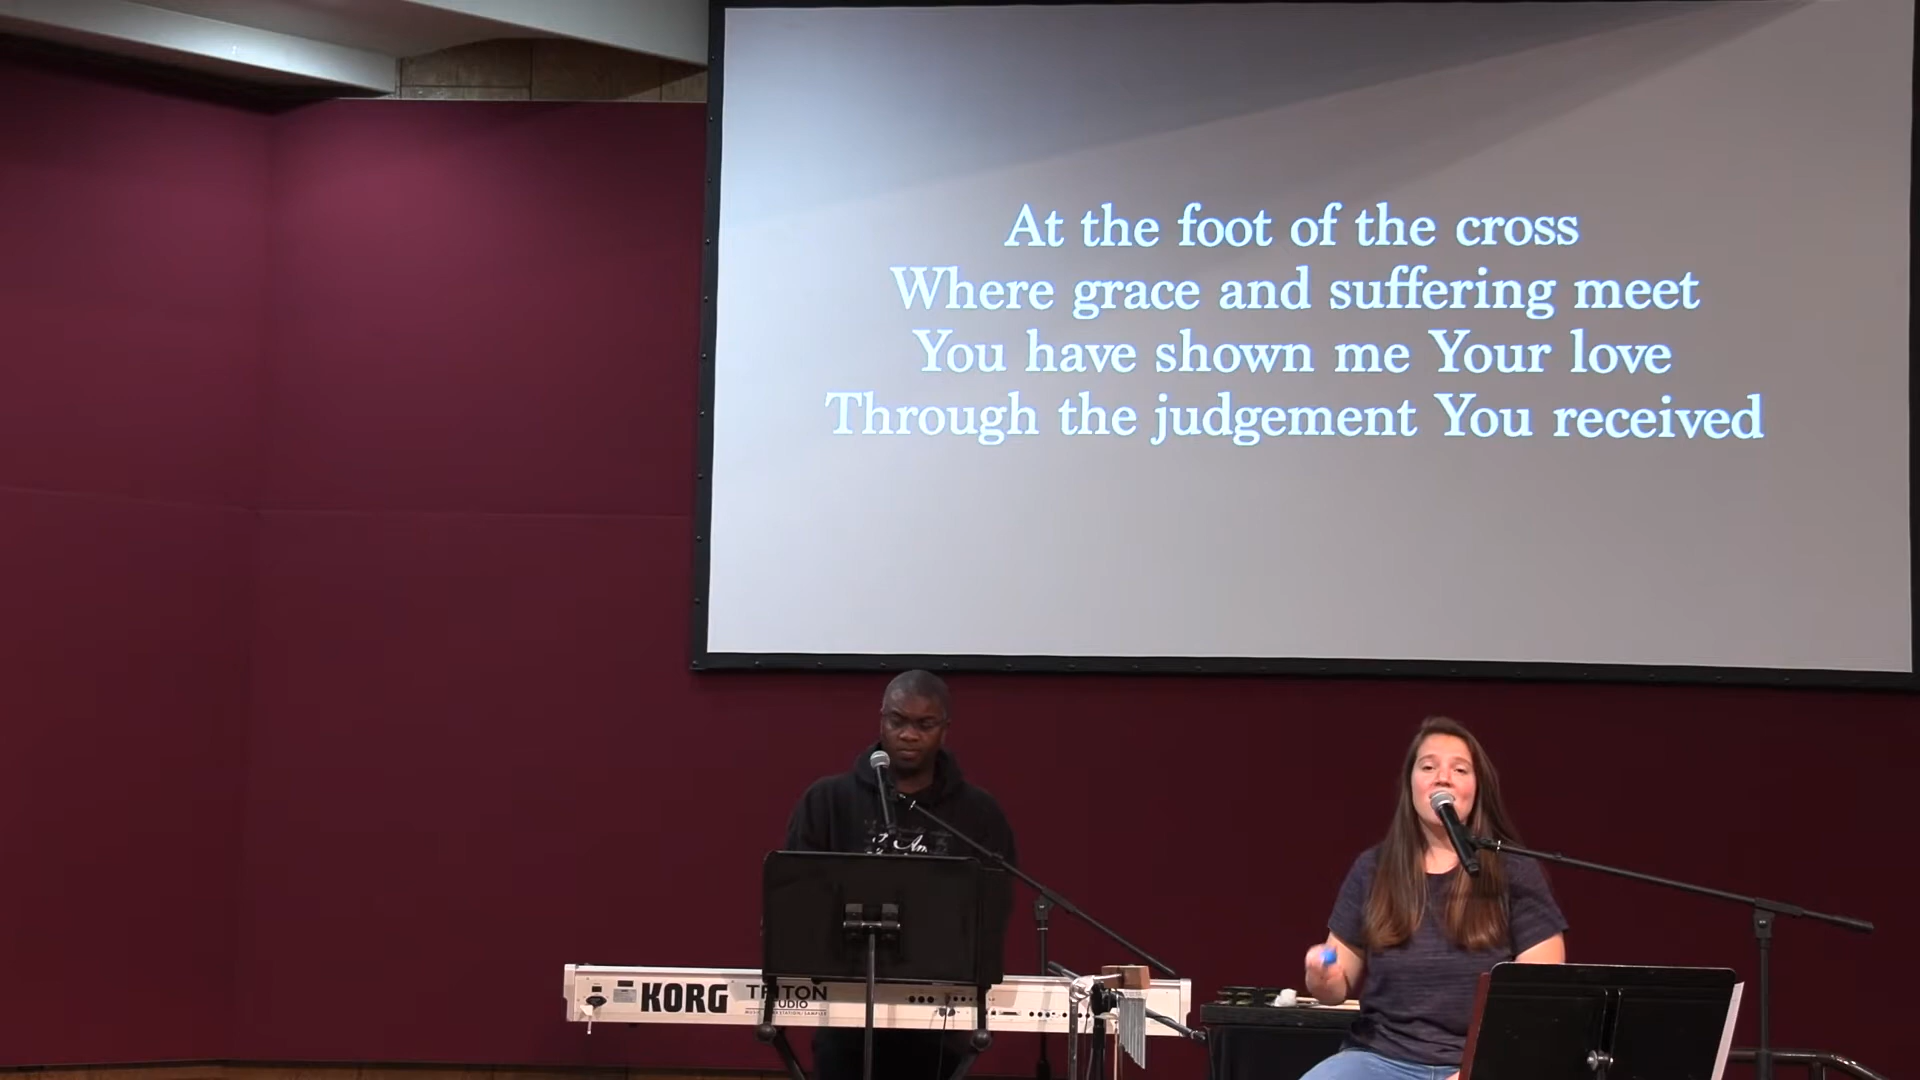 At the foot of the cross
Where grace and suffering meet
You have shown me Your love
Through the judgement You received
KORG
TRITON
STUDIO